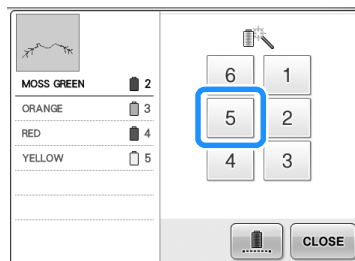 MOSS GREEN 2
ORANGE 3
RED 4
YELLOW 5
6 1
5 2
4 3
CLOSE